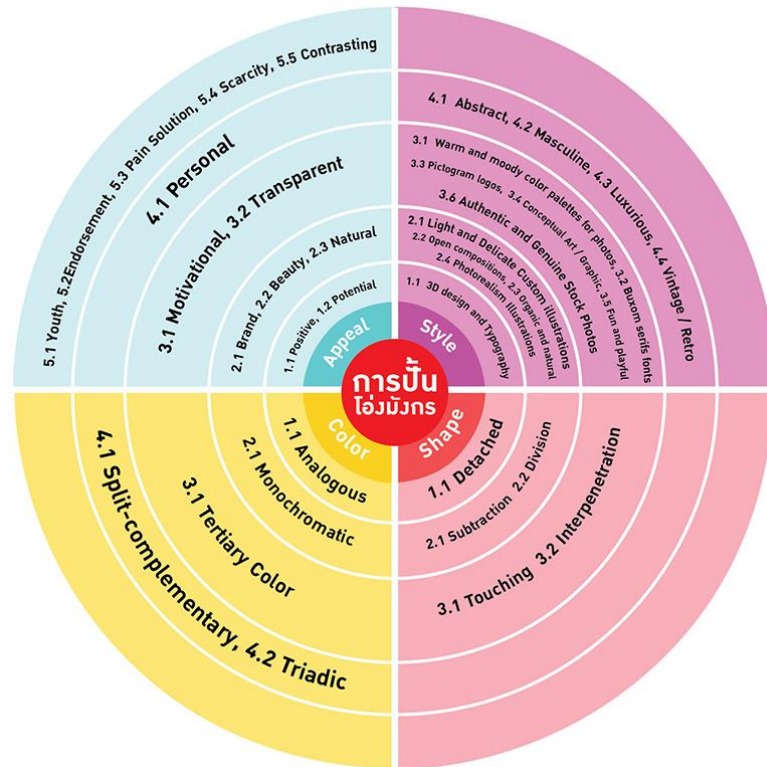 การปั้น
โอ่งมังกร
Appeal
1.1 Positive, 1.2 Potential
2.1 Brand, 2.2 Beauty, 2.3 Natural
3.1 Motivational, 3.2 Transparent
4.1 Personal
5.1 Youth, 5.2Endorsement, 5.3 Pain Solution, 5.4 Scarcity, 5.5 Contrasting
Style
1.1 3D design and Typography
2.1 Light and Delicate Custom illustrations
2.2 Open compositions, 2.3 Organic and natural
2.4 Photorealism Illustrations
3.1 Warm and moody color palettes for photos, 3.2 Buxom serifs fonts
3.3 Pictogram logos, 3.4 Conceptual Art / Graphic, 3.5 Fun and playful
3.6 Authentic and Genuine Stock Photos
4.1 Abstract, 4.2 Masculine, 4.3 Luxurious, 4.4 Vintage / Retro
Color
1.1 Analogous
2.1 Monochromatic
3.1 Tertiary Color
4.1 Split-complementary, 4.2 Triadic
Shape
1.1 Detached
2.1 Subtraction 2.2 Division
3.1 Touching 3.2 Interpenetration